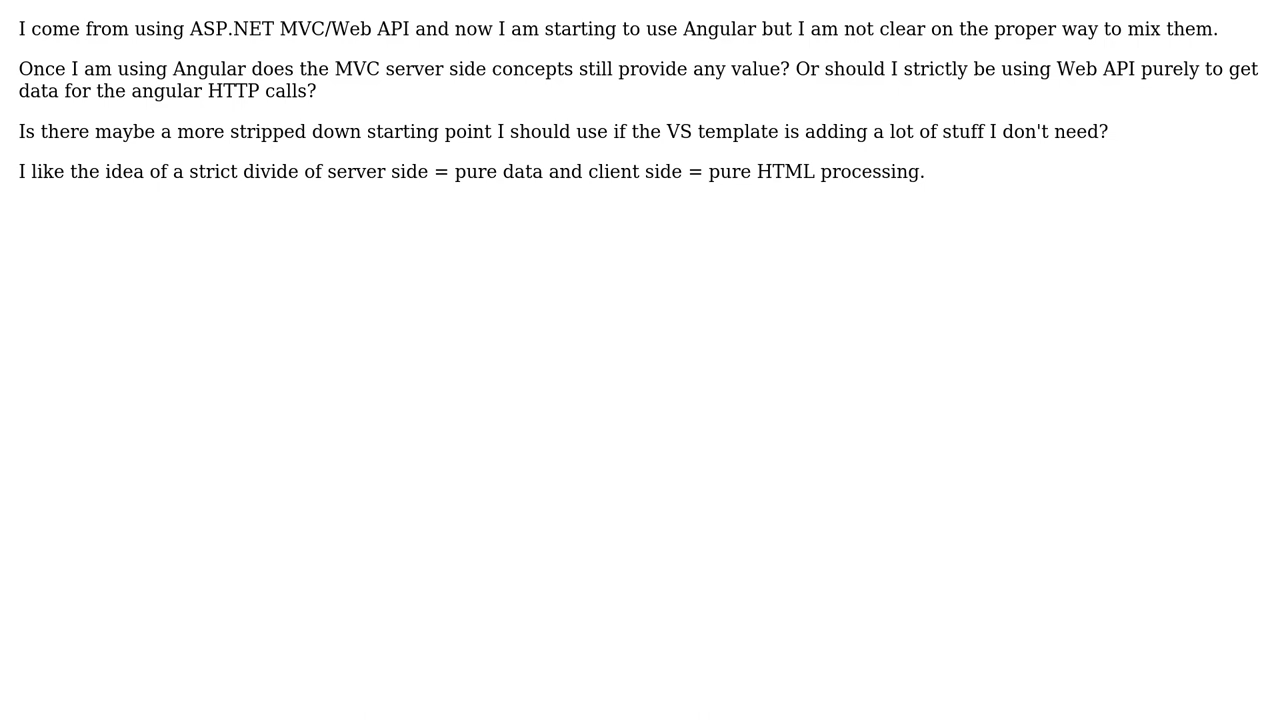 I come from using ASP.NET MVC/Web API and now I am starting to use Angular but I am not clear on the proper way to mix them.
Once I am using Angular does the MVC server side concepts still provide any value? Or should I strictly be using Web API purely to get
data for the angular HTTP calls?
Is there maybe a more stripped down starting point I should use if the VS template is adding a lot of stuff I don't need?
I like the idea of a strict divide of server side = pure data and client side = pure HTML processing.